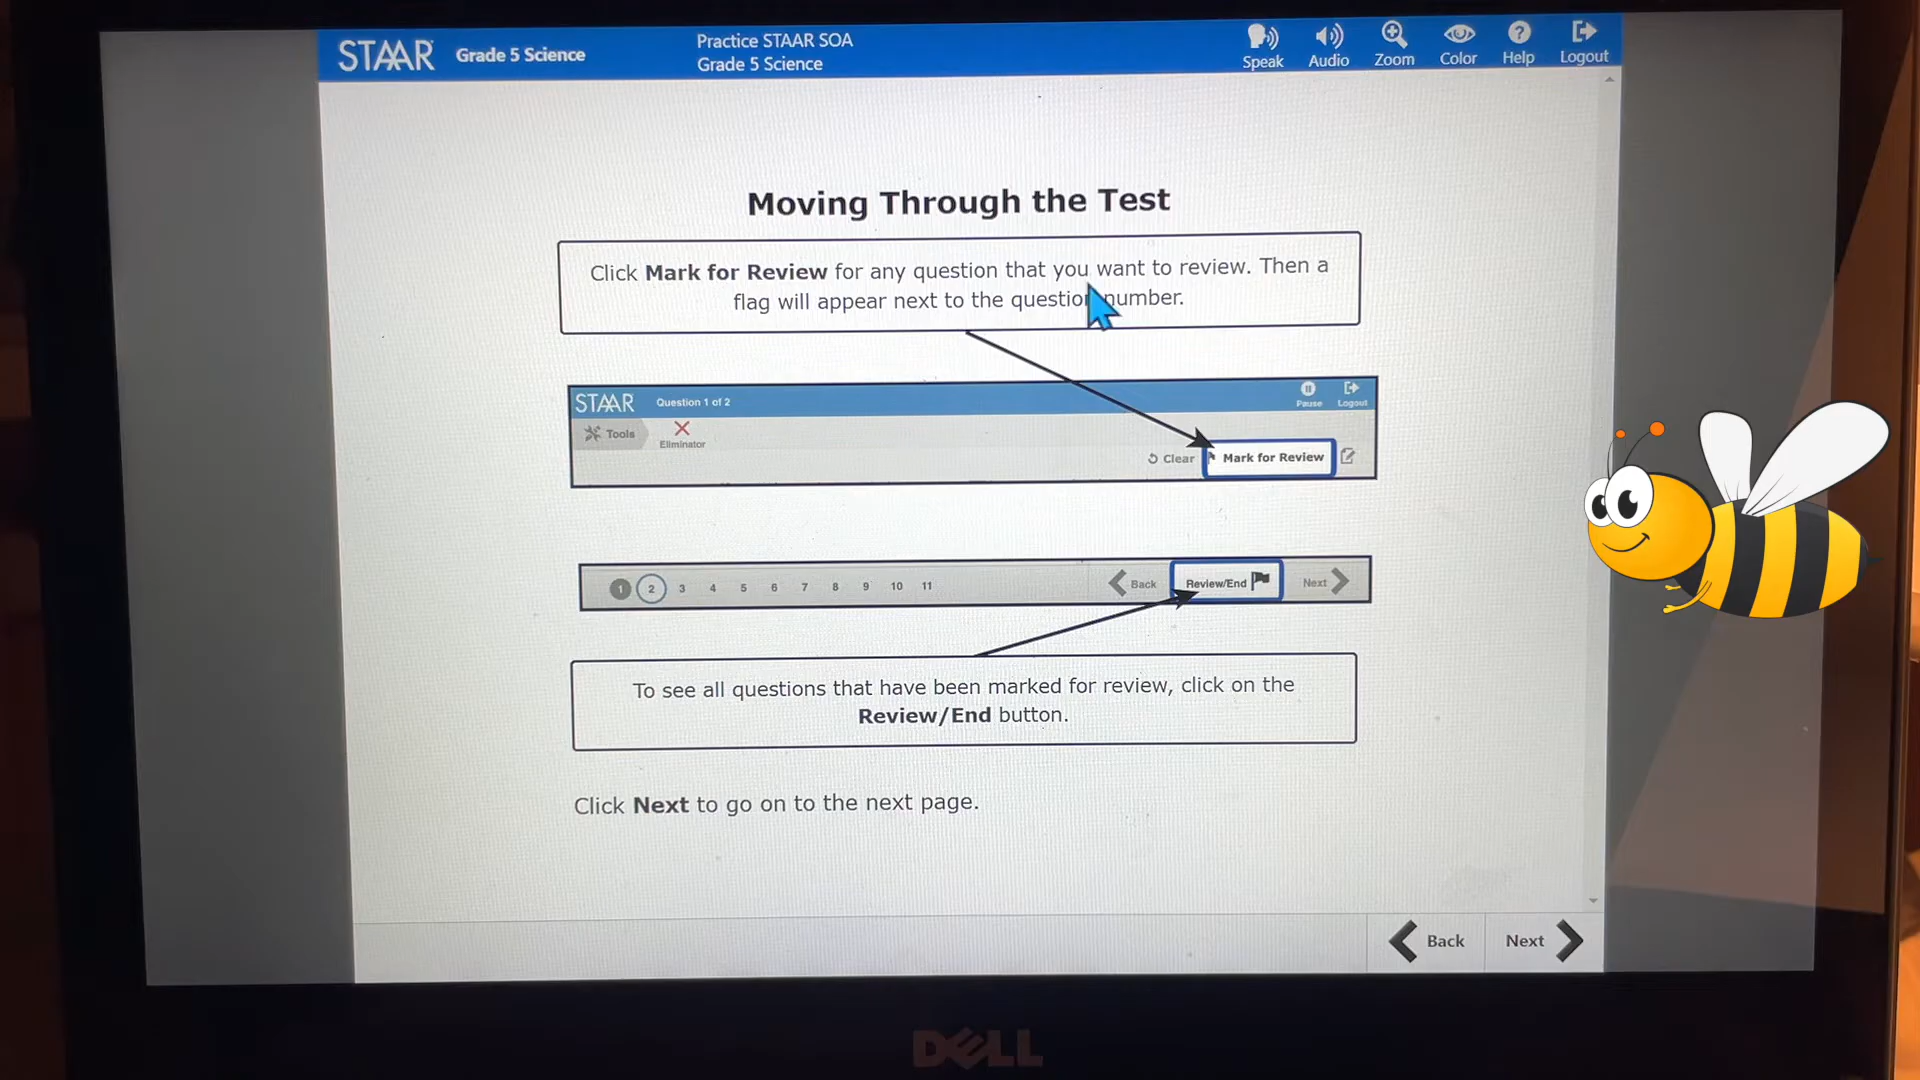 STAAR Grade 5 Science
Practice STAAR SOA
Grade 5 Science
Speak Audio Zoom Color Help Logout
Moving Through the Test
Click Mark for Review for any question that you want to review. Then a
flag will appear next to the question number.
STAAR Question 1 of 2
Pause Logout
Tools Eliminator
Clear Mark for Review
1 2 3 4 5 6 7 8 9 10 11 Back Review/End Next
To see all questions that have been marked for review, click on the
Review/End button.
Click Next to go on to the next page.
Back Next
DELL